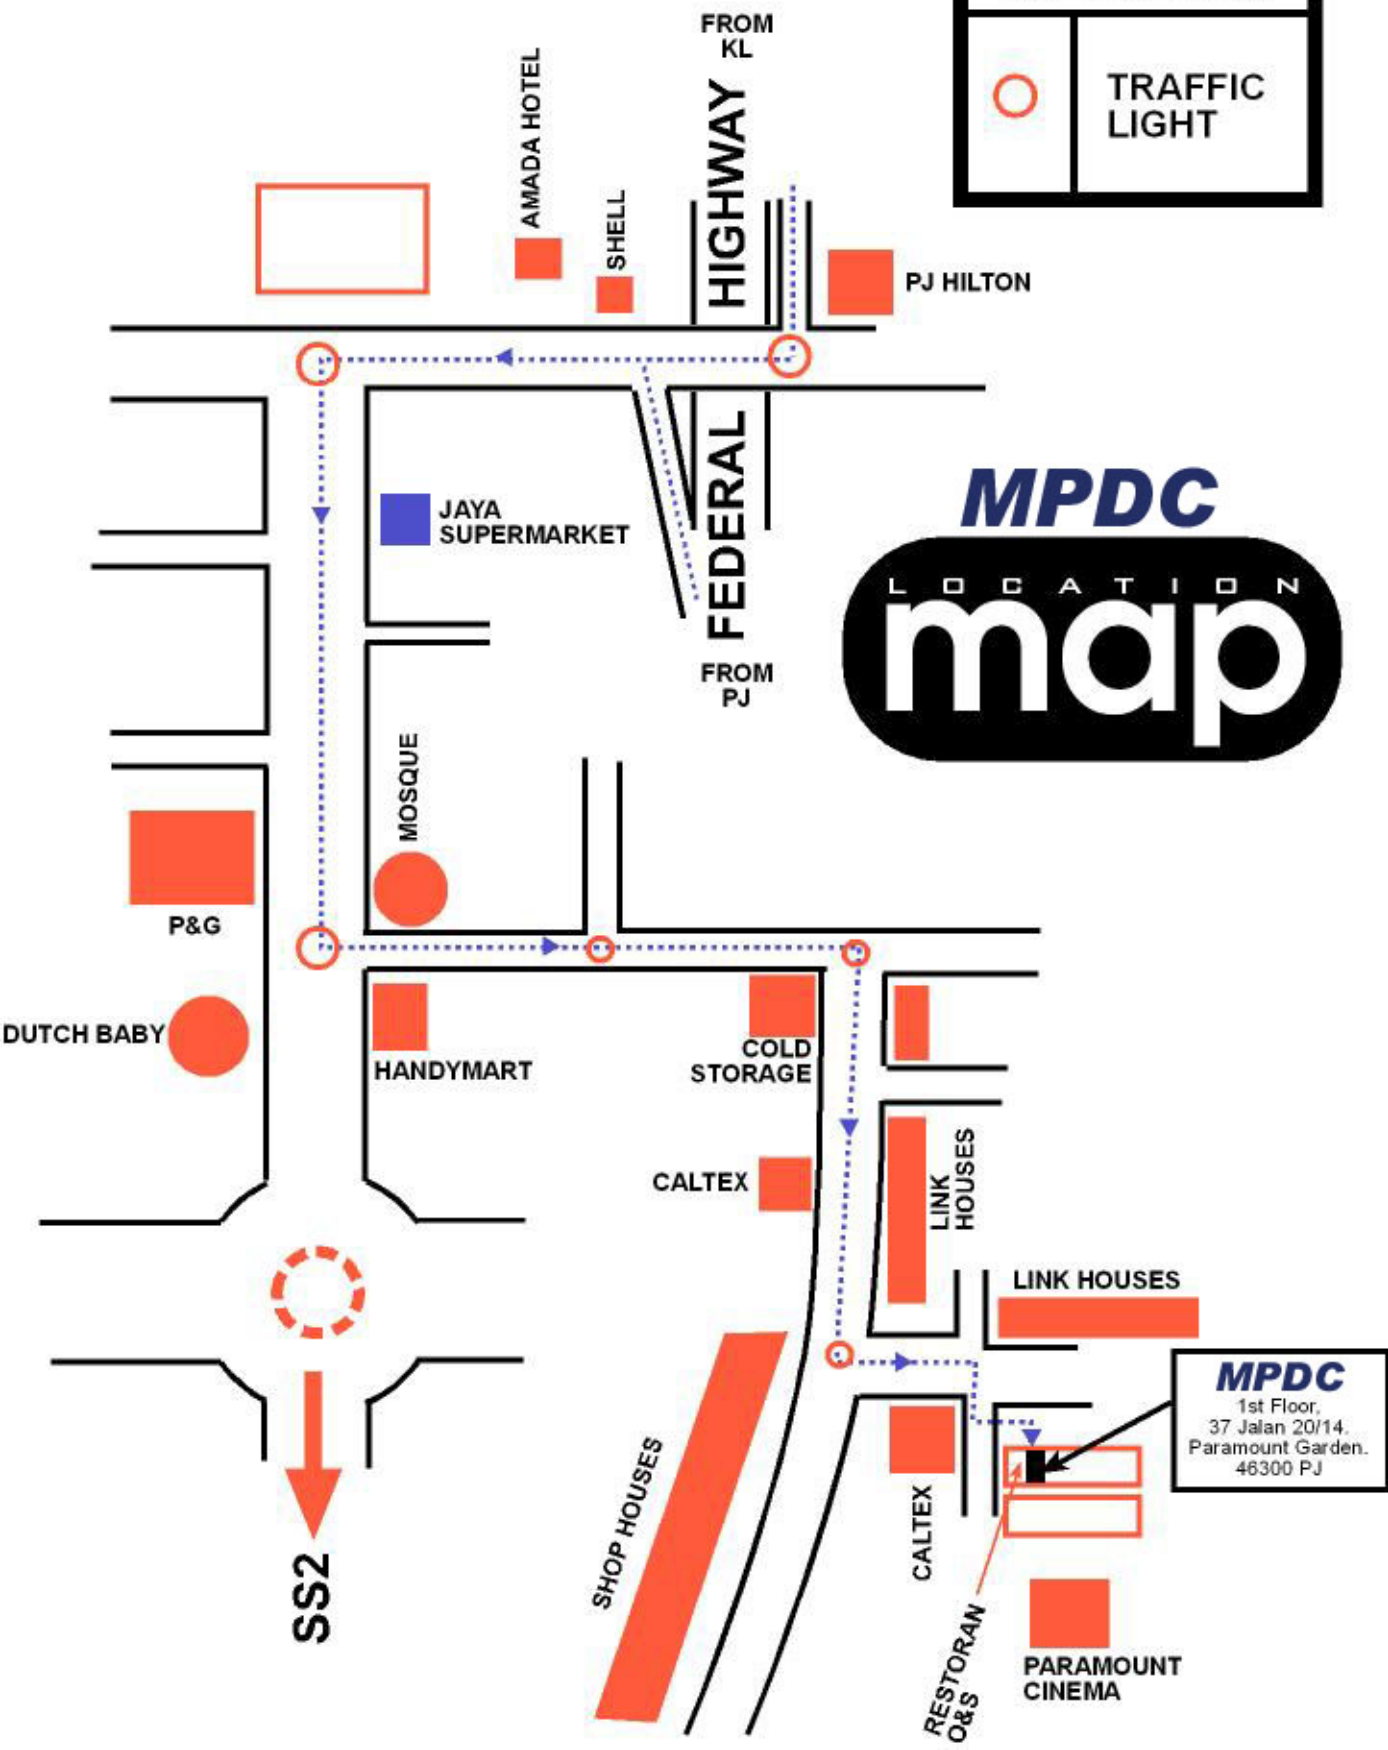 FROM
KL
TRAFFIC
LIGHT
AMADA HOTEL
SHELL
HIGHWAY
PJ HILTON
JAYA
SUPERMARKET
FEDERAL
FROM
PJ
MPDC
LOCATION
map
MOSQUE
P&G
DUTCH BABY
HANDYMART
COLD
STORAGE
CALTEX
LINK
HOUSES
LINK HOUSES
MPDC
1st Floor,
37 Jalan 20/14.
Paramount Garden.
46300 PJ
SHOP HOUSES
CALTEX
SS2
RESTORAN
O&S
PARAMOUNT
CINEMA